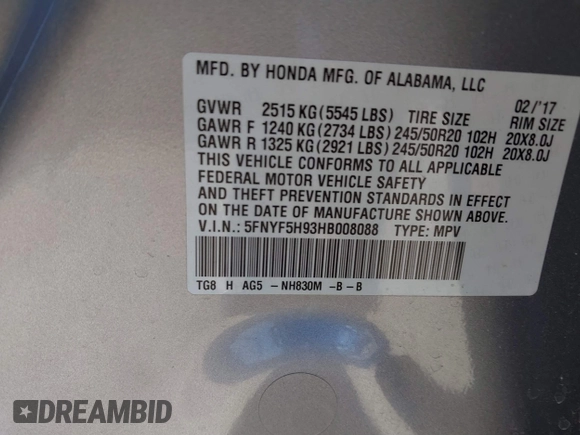 MFD. BY HONDA MFG. OF ALABAMA, LLC
02/'17
GVWR 2515 KG (5545 LBS) TIRE SIZE RIM SIZE
GAWR F 1240 KG (2734 LBS) 245/50R20 102H 20X8.0J
GAWR R 1325 KG (2921 LBS) 245/50R20 102H 20X8.0J
THIS VEHICLE CONFORMS TO ALL APPLICABLE
FEDERAL MOTOR VEHICLE SAFETY
AND THEFT PREVENTION STANDARDS IN EFFECT
ON THE DATE OF MANUFACTURE SHOWN ABOVE.
V.I.N.: 5FNYF5H93HB008088 TYPE: MPV
TG8 H AG5 -NH830M -B-B
DREAMBID